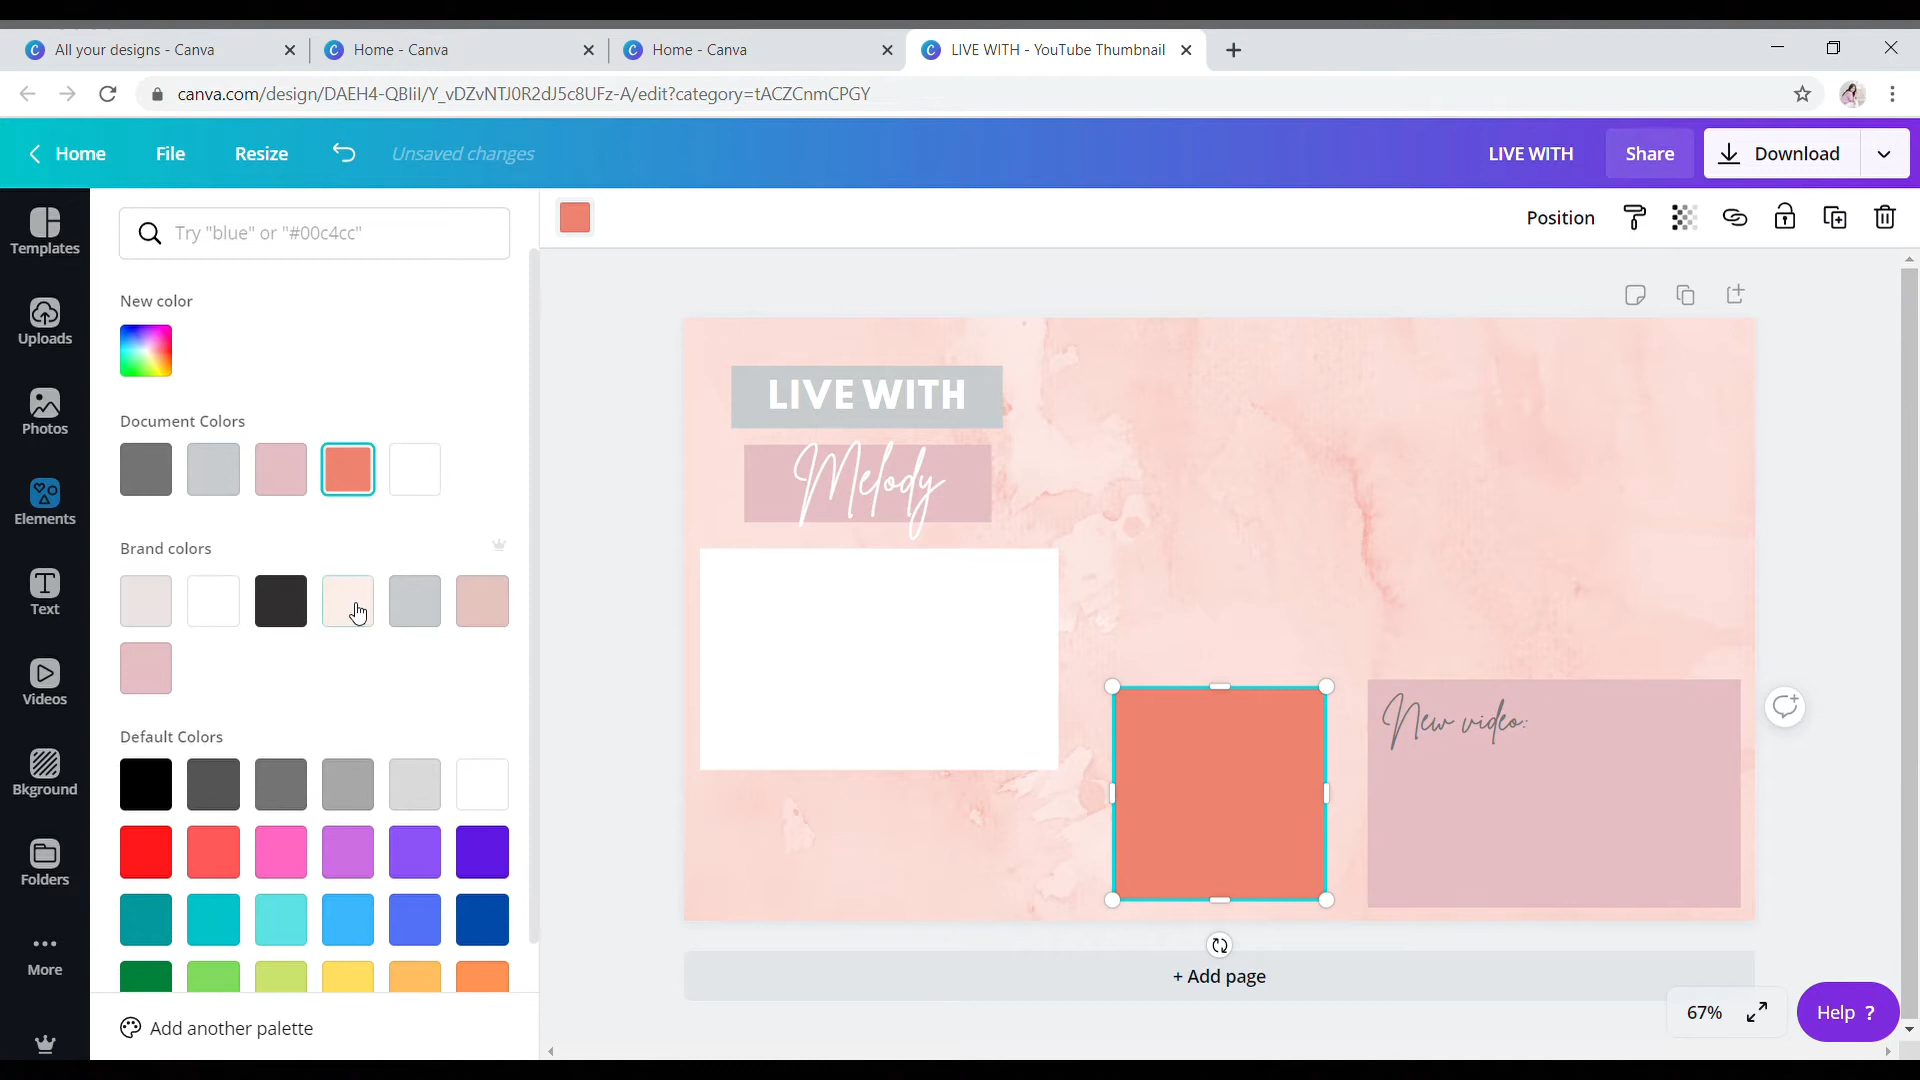 All your designs - Canva
Home - Canva
Home - Canva
LIVE WITH - YouTube Thumbnail
canva.com/design/DAEH4-QBIiI/Y_vDZvNTJ0R2dJ5c8UFz-A/edit?category=tACZCnmCPGY
Home
File
Resize
Unsaved changes
LIVE WITH
Share
Download
Templates
Uploads
Photos
Elements
Text
Videos
Bkground
Folders
More
Try "blue" or "#00c4cc"
New color
Document Colors
Brand colors
Default Colors
Add another palette
Position
LIVE WITH
Melody
New video:
+ Add page
67%
Help ?